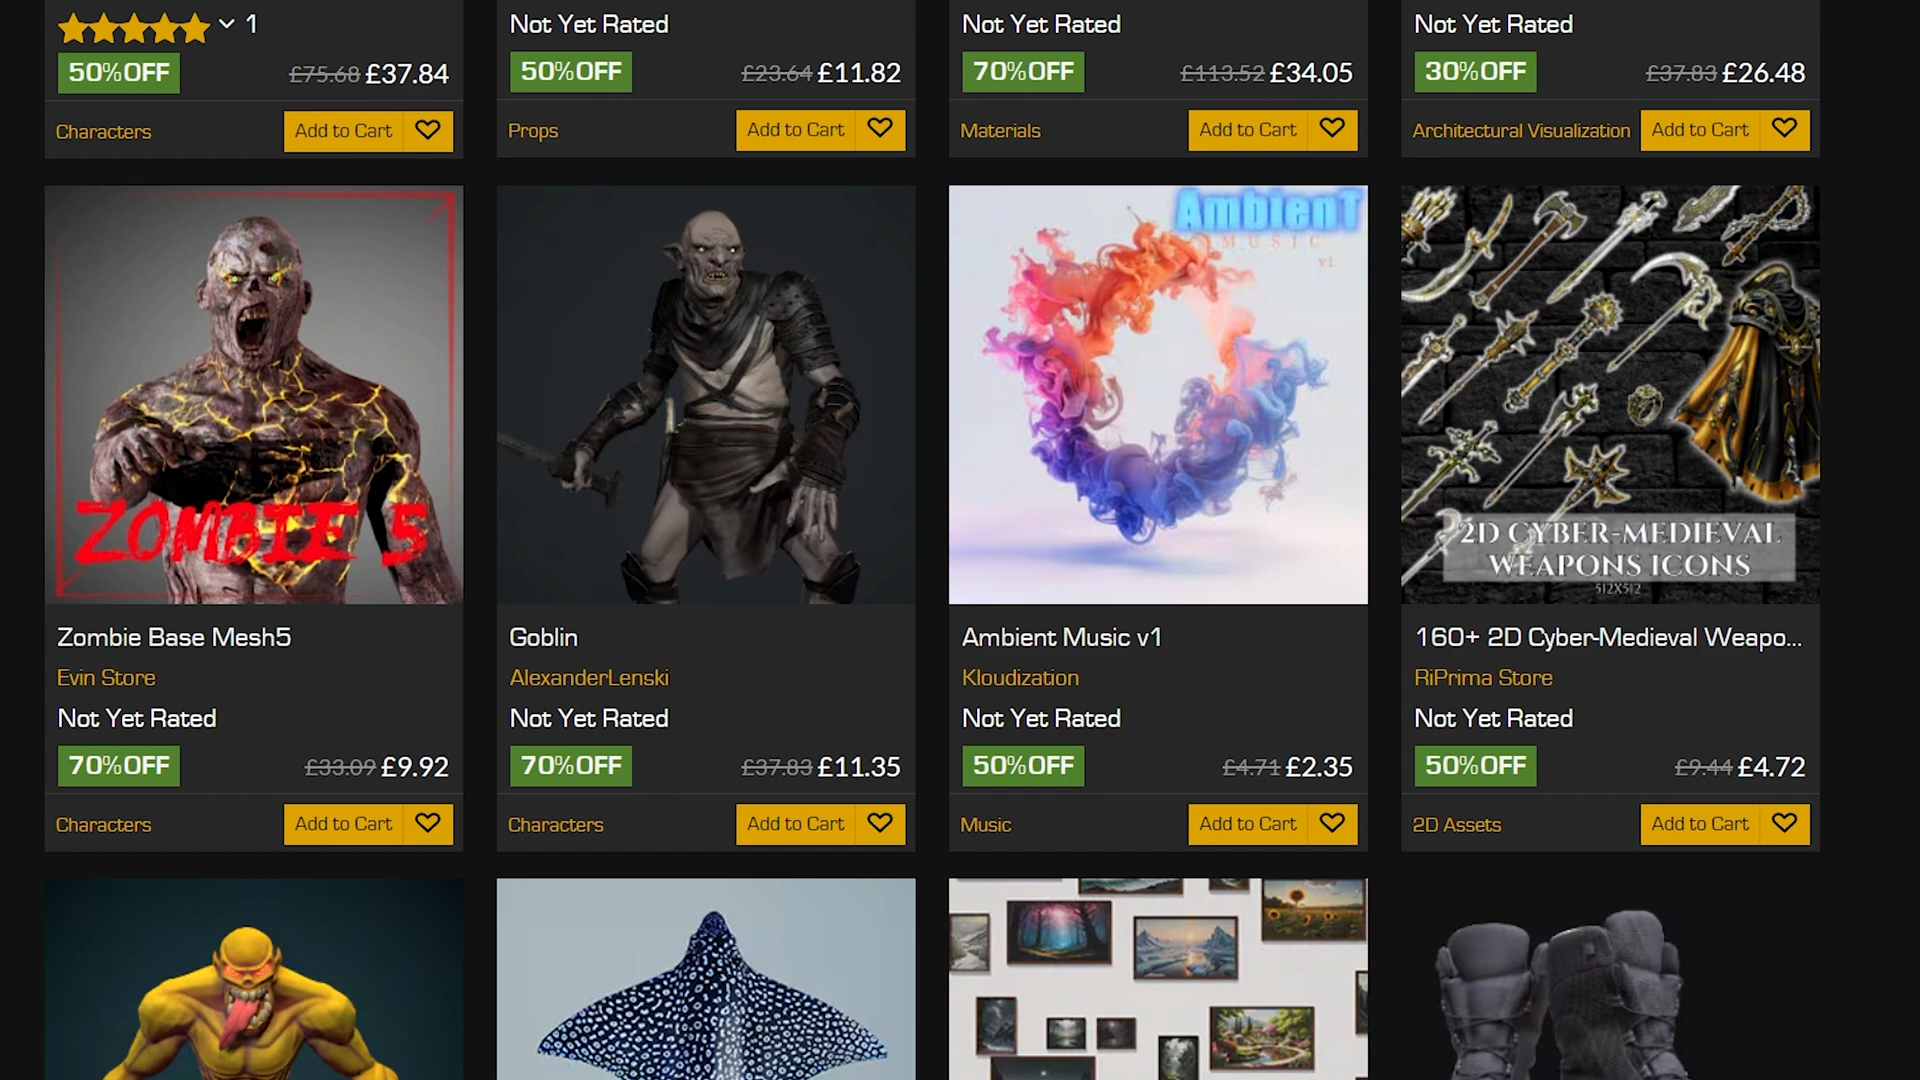 1
50%OFF £75.68 £37.84
Characters Add to Cart
Not Yet Rated
50%OFF £23.64 £11.82
Props Add to Cart
Not Yet Rated
70%OFF £113.52 £34.05
Materials Add to Cart
Not Yet Rated
30%OFF £37.83 £26.48
Architectural Visualization Add to Cart
ZOMBIE 5
Zombie Base Mesh5
Evin Store
Not Yet Rated
70%OFF £33.09 £9.92
Characters Add to Cart
Goblin
AlexanderLenski
Not Yet Rated
70%OFF £37.83 £11.35
Characters Add to Cart
AmbienT
MUSIC
v1
Ambient Music v1
Kloudization
Not Yet Rated
50%OFF £4.71 £2.35
Music Add to Cart
2D CYBER-MEDIEVAL
WEAPONS ICONS
512X512
160+ 2D Cyber-Medieval Weapo...
RiPrima Store
Not Yet Rated
50%OFF £9.44 £4.72
2D Assets Add to Cart